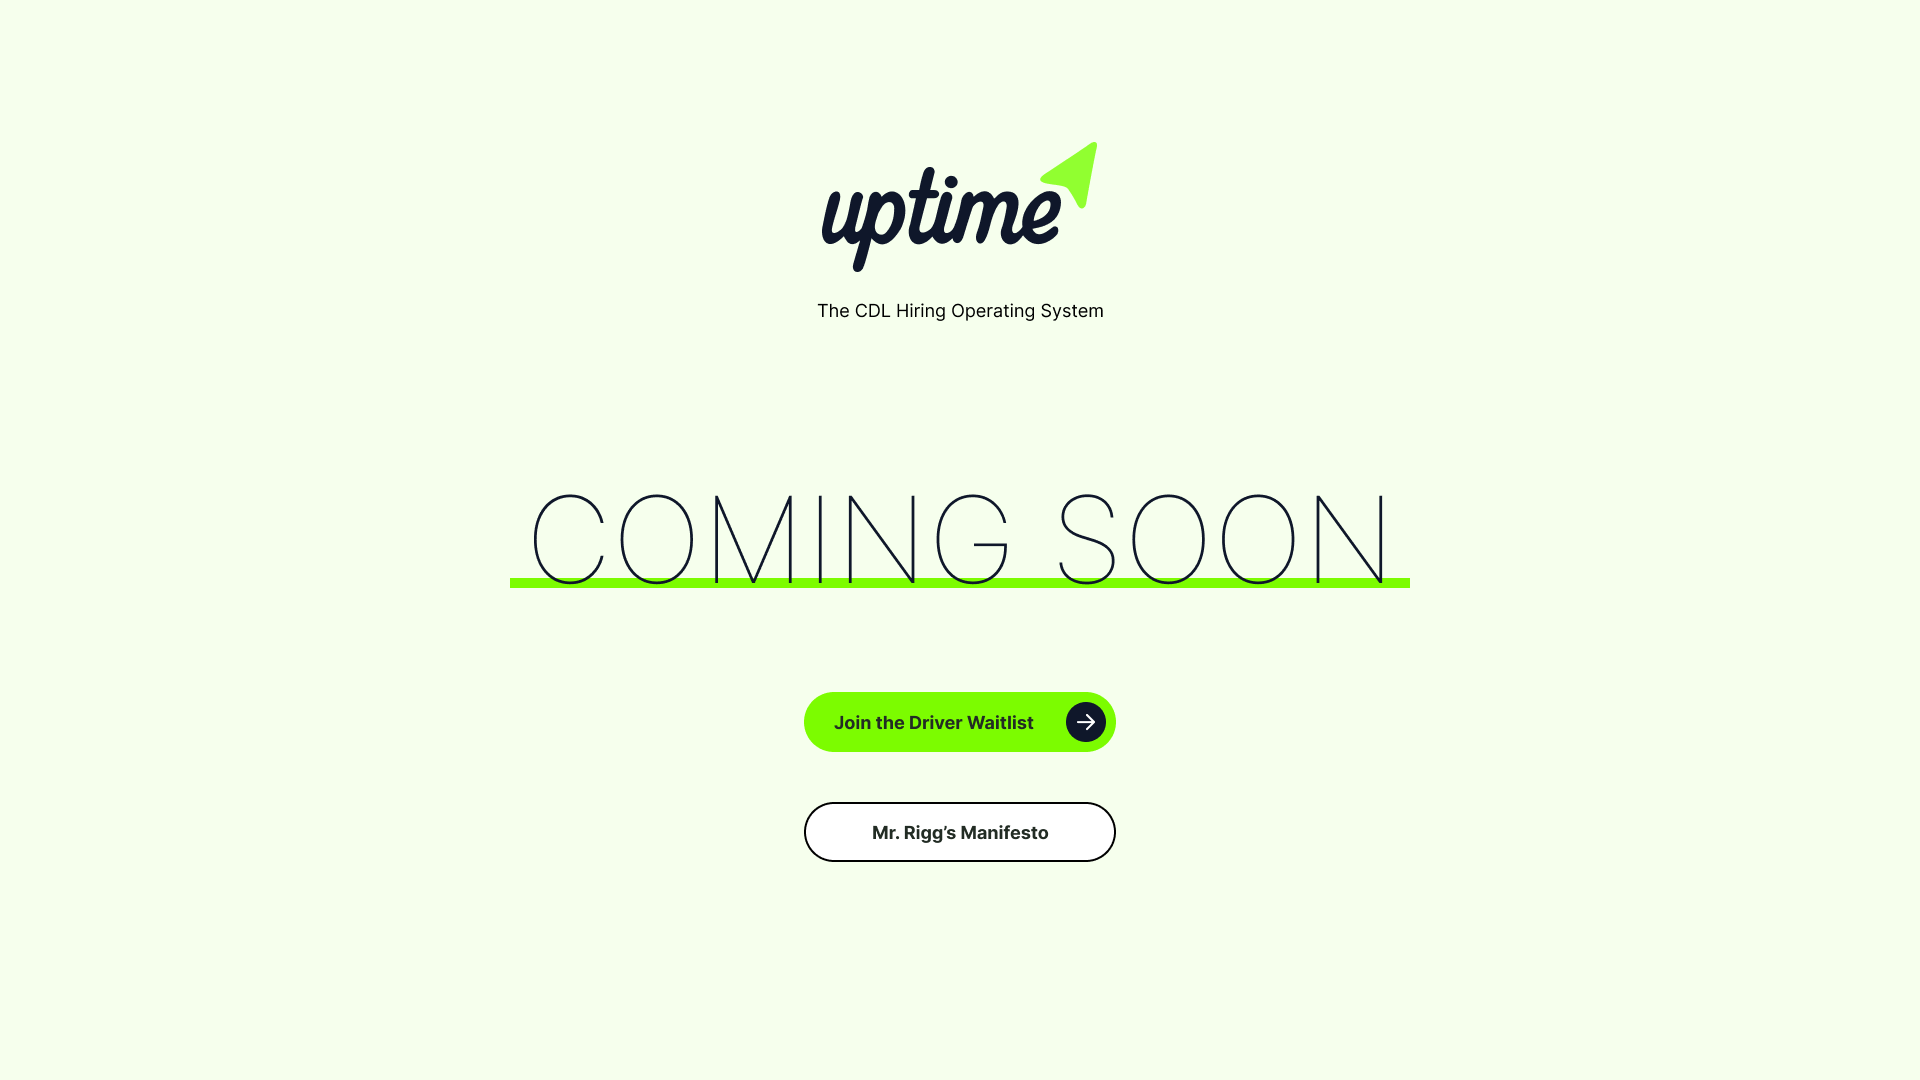 uptime
The CDL Hiring Operating System
COMING SOON
Join the Driver Waitlist
Mr. Rigg’s Manifesto